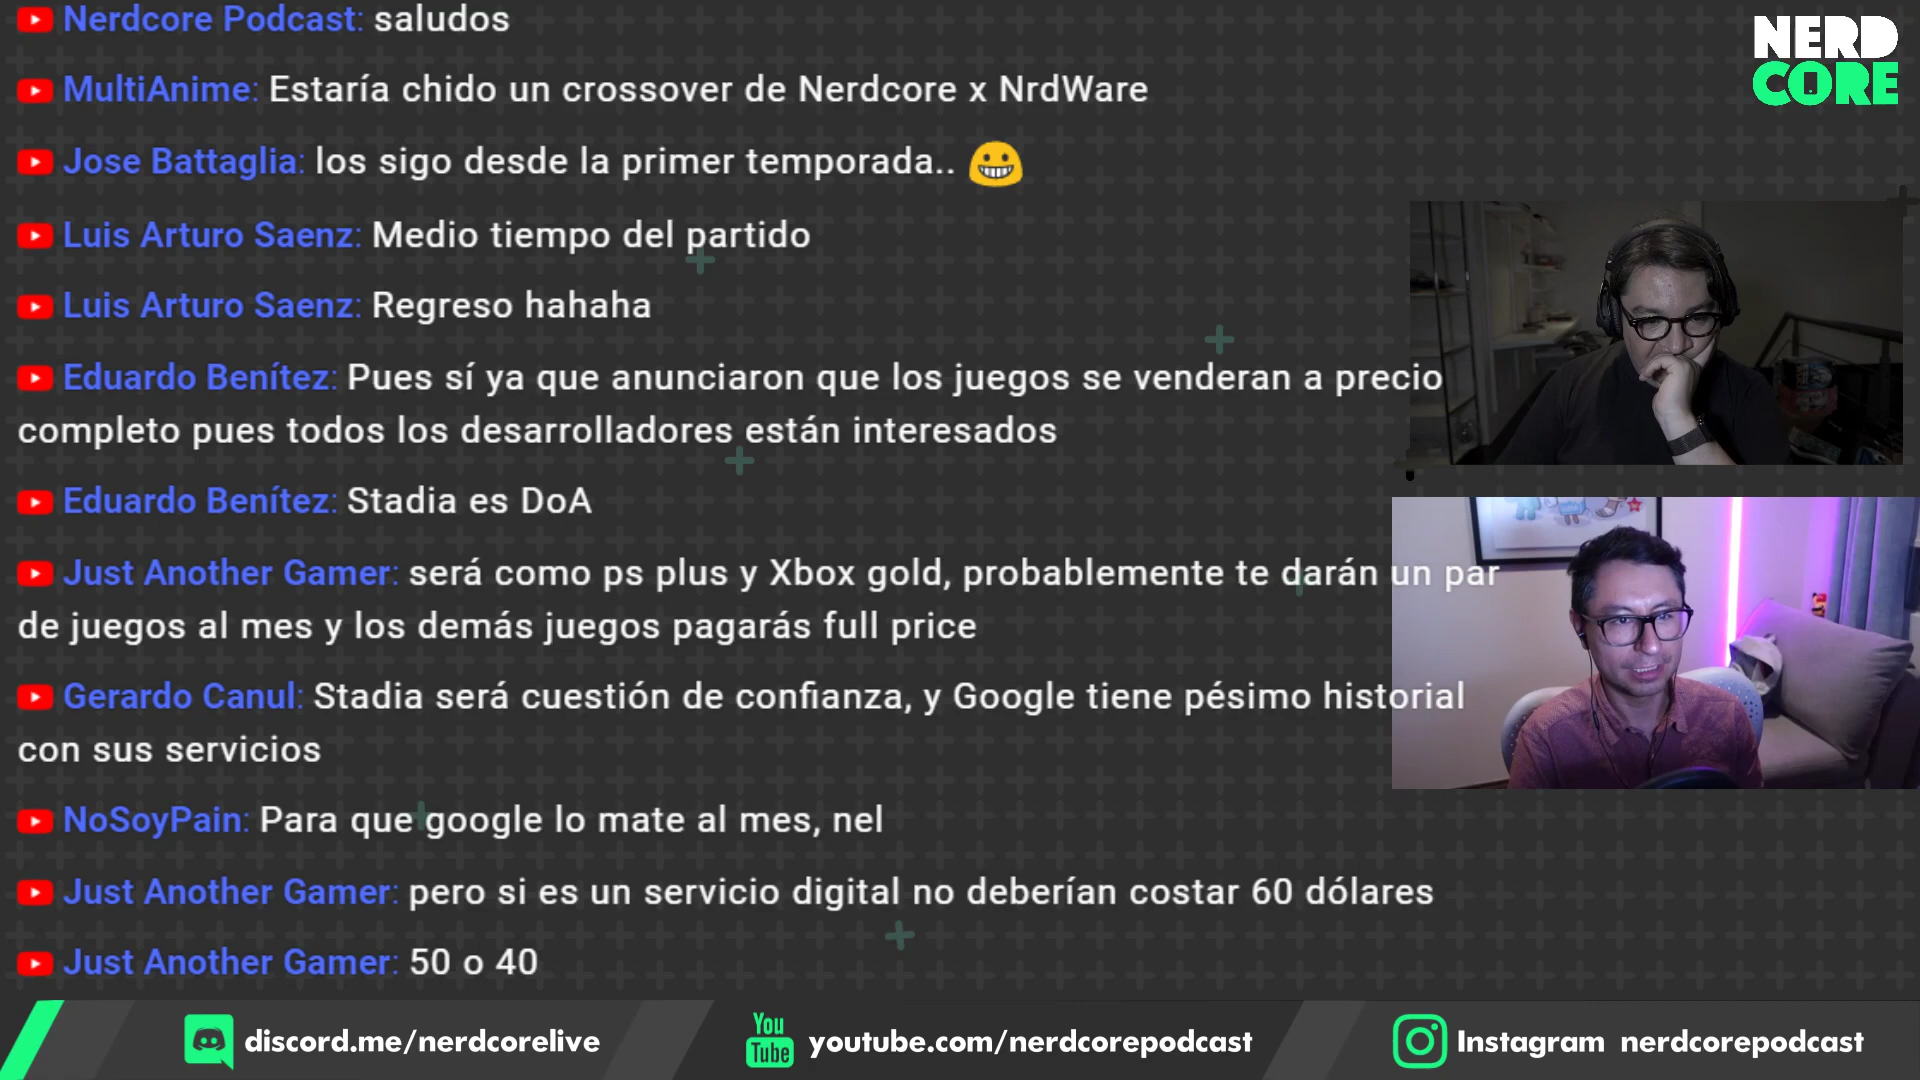 Nerdcore Podcast: saludos
MultiAnime: Estaría chido un crossover de Nerdcore x NrdWare
Jose Battaglia: los sigo desde la primer temporada.. 😀
Luis Arturo Saenz: Medio tiempo del partido
Luis Arturo Saenz: Regreso hahaha
Eduardo Benítez: Pues sí ya que anunciaron que los juegos se venderan a precio
completo pues todos los desarrolladores están interesados
Eduardo Benítez: Stadia es DoA
Just Another Gamer: será como ps plus y Xbox gold, probablemente te darán un par
de juegos al mes y los demás juegos pagarás full price
Gerardo Canul: Stadia será cuestión de confianza, y Google tiene pésimo historial
con sus servicios
NoSoyPain: Para que google lo mate al mes, nel
Just Another Gamer: pero si es un servicio digital no deberían costar 60 dólares
Just Another Gamer: 50 o 40
NERD
CORE
discord.me/nerdcorelive
You
Tube
youtube.com/nerdcorepodcast
Instagram nerdcorepodcast